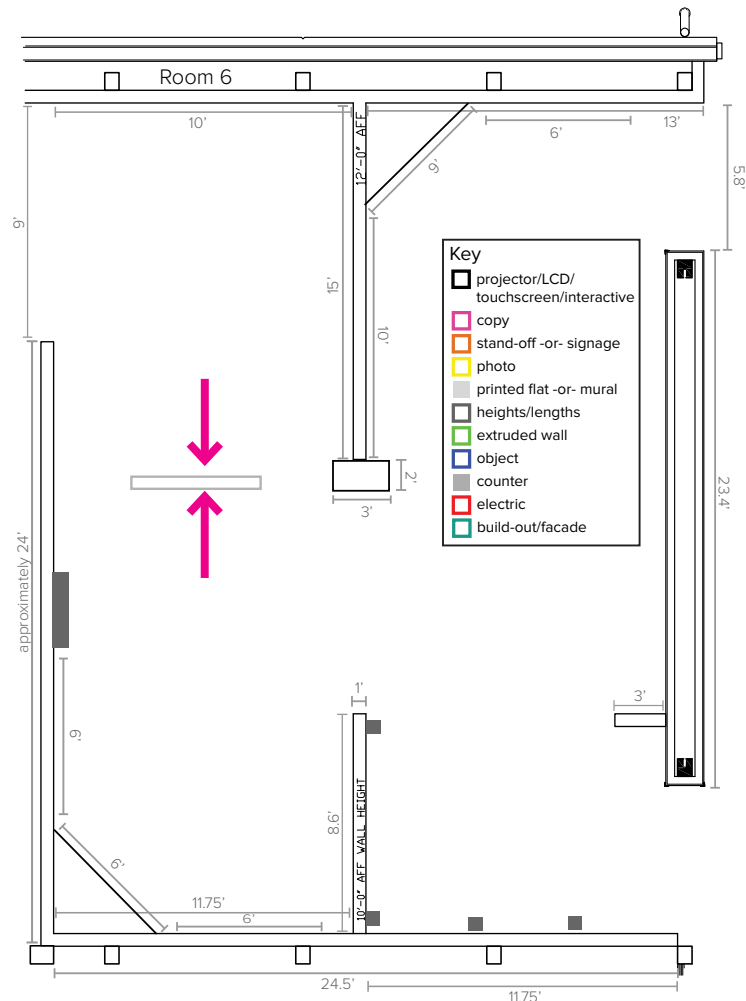 Room 6
10'
12'-0" AFF
9'
6'
13'
5.8'
9'
15'
10'
Key
projector/LCD/
touchscreen/interactive
copy
stand-off -or- signage
photo
printed flat -or- mural
heights/lengths
extruded wall
object
counter
electric
build-out/facade
2'
3'
23.4'
approximately 24'
1'
3'
9'
8.6'
10'-0" AFF WALL HEIGHT
6'
11.75'
6'
24.5'
11.75'